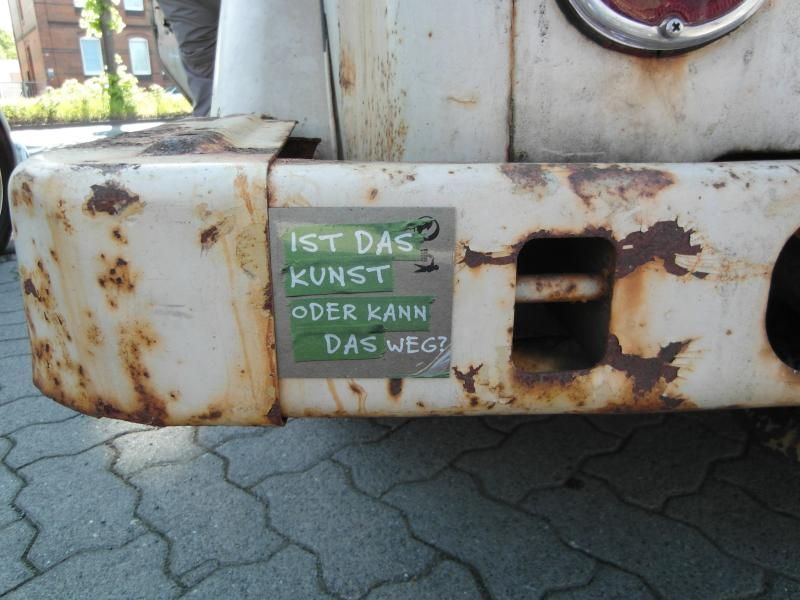 IST DAS
KUNST
ODER KANN
DAS WEG?